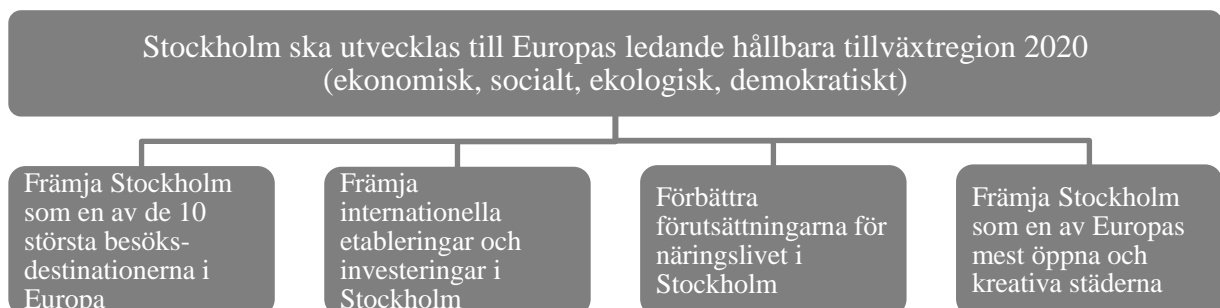 Stockholm ska utvecklas till Europas ledande hållbara tillväxtregion 2020
(ekonomisk, socialt, ekologisk, demokratiskt)
Främja Stockholm
som en av de 10
största besöks-
destinationerna i
Europa
Främja
internationella
etableringar och
investeringar i
Stockholm
Förbättra
förutsättningarna för
näringslivet i
Stockholm
Främja Stockholm
som en av Europas
mest öppna och
kreativa städerna